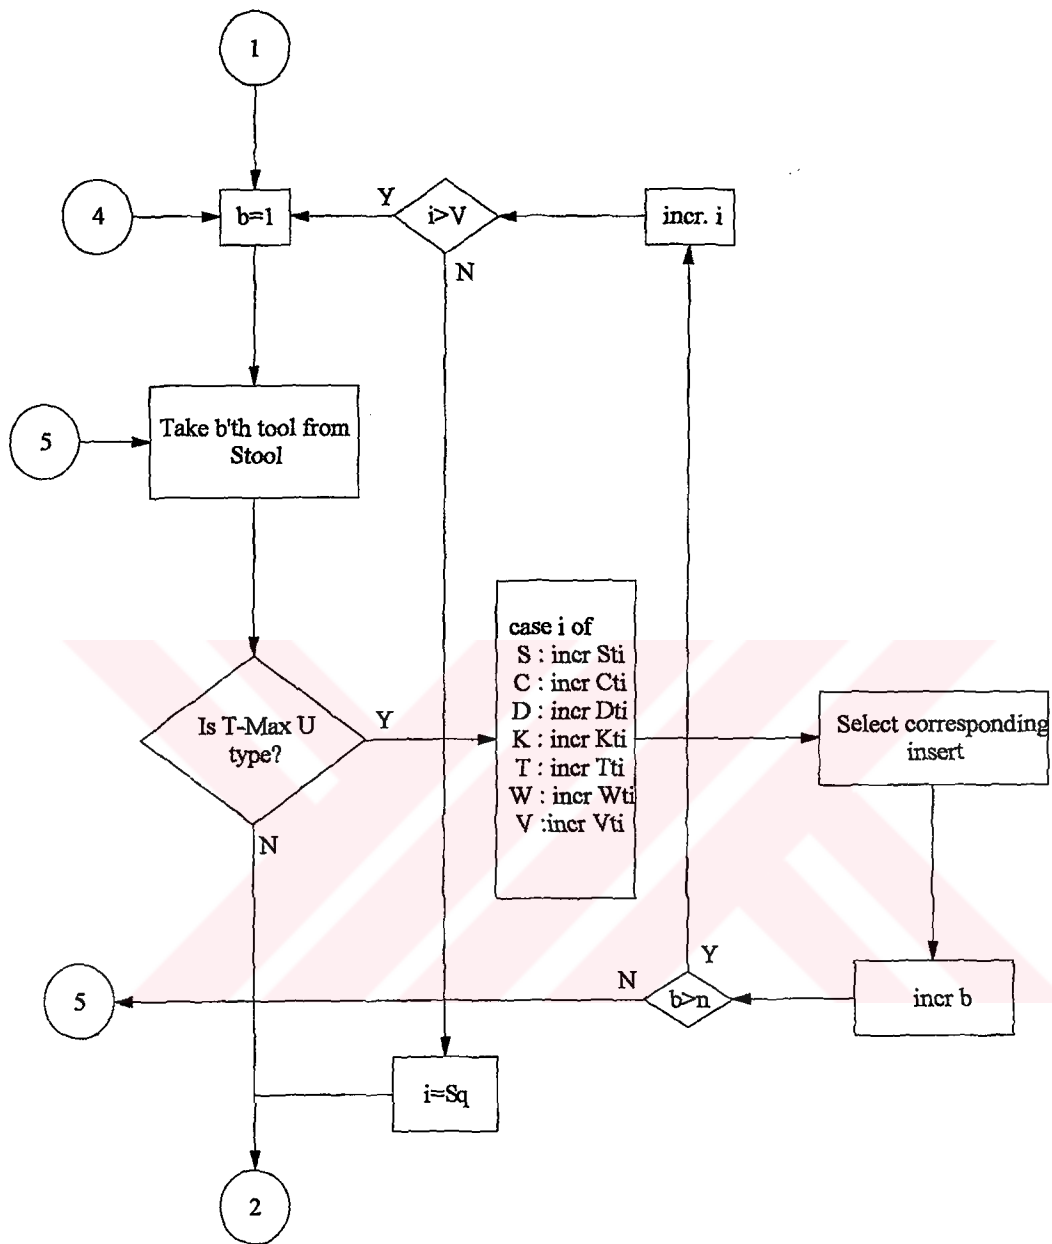 1
4
b=1
Y
i>V
N
incr. i
5
Take b'th tool from
Stool
Is T-Max U
type?
Y
N
case i of
S : incr Sti
C : incr Cti
D : incr Dti
K : incr Kti
T : incr Tti
W : incr Wti
V :incr Vti
Select corresponding
insert
Y
N
b>n
incr b
5
i=Sq
2